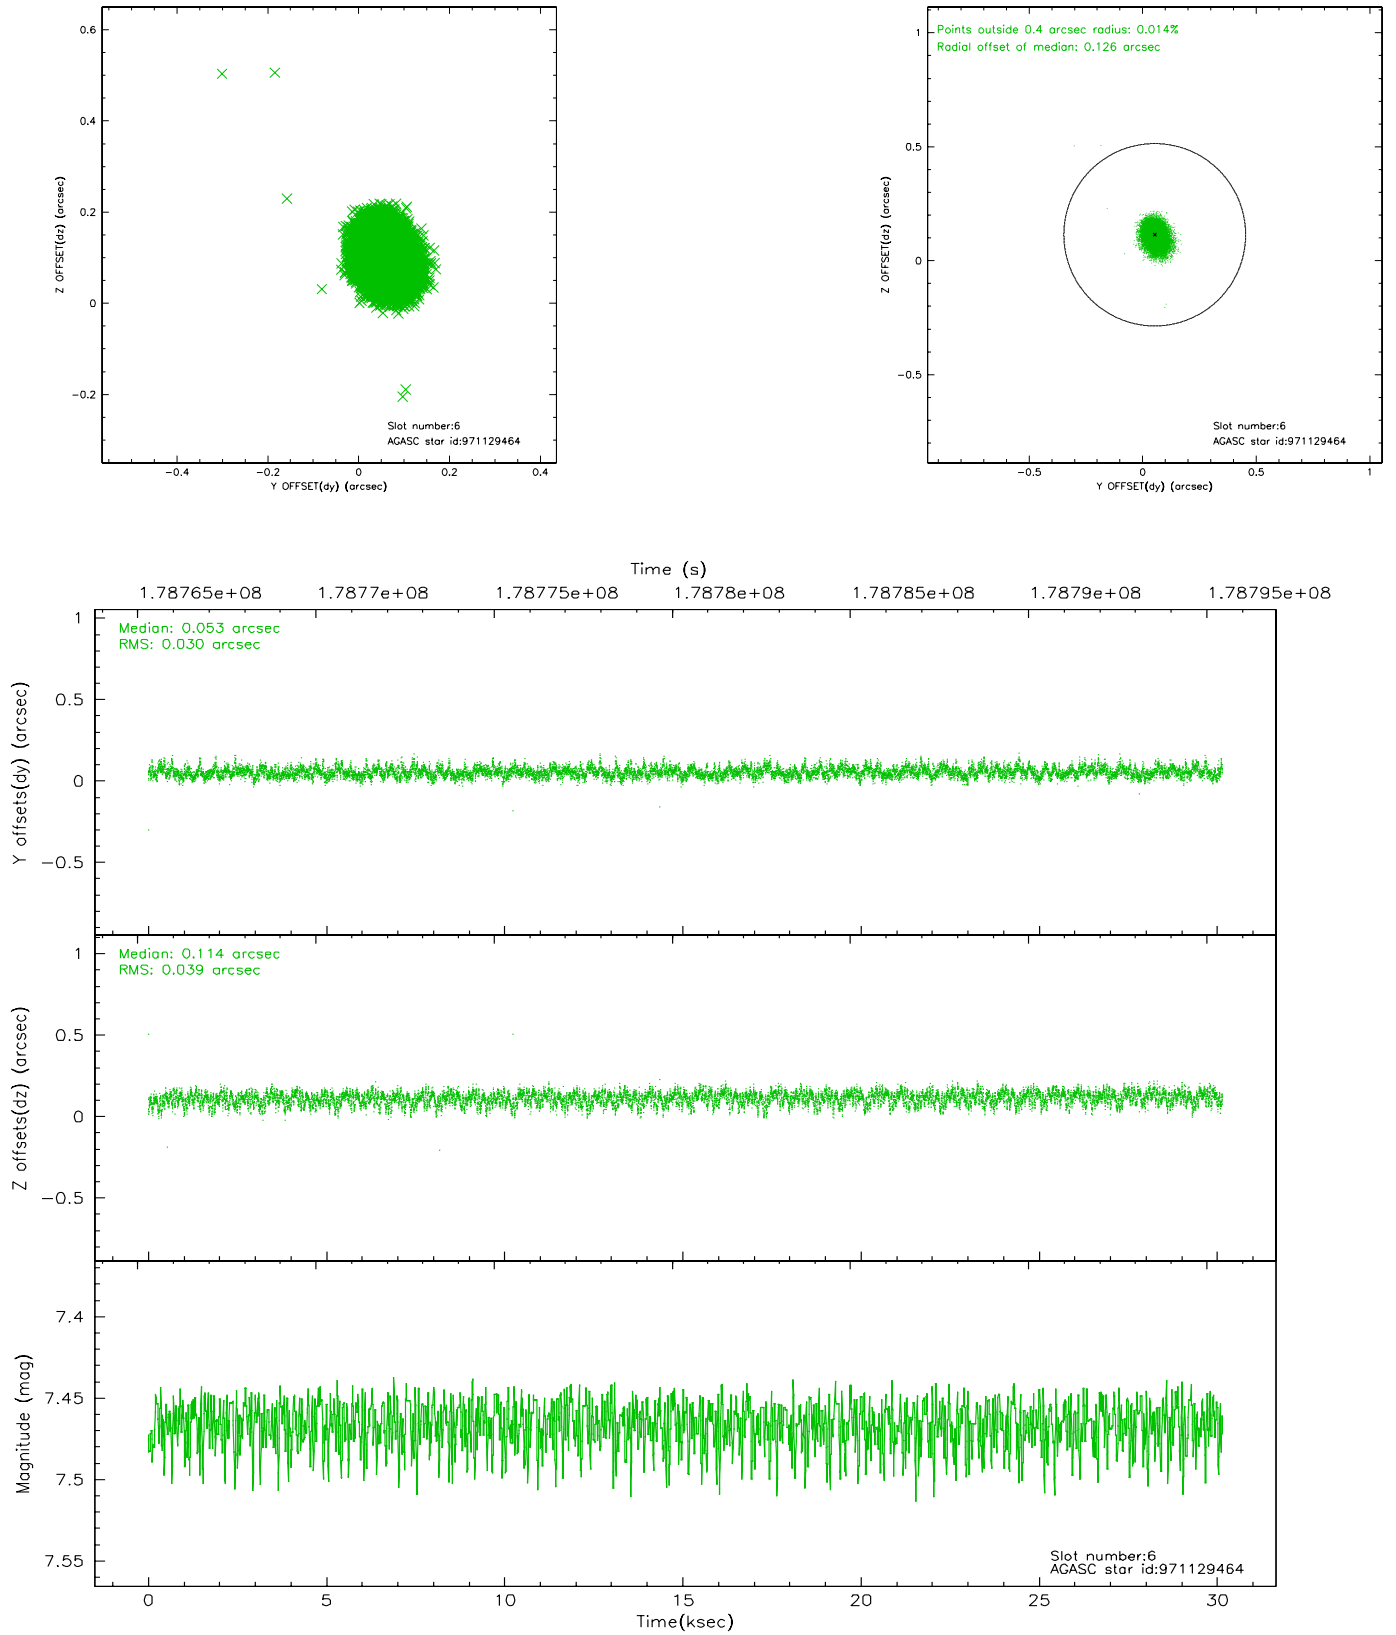 0.6
0.4
0.2
0
−0.2
Z OFFSET(dz) (arcsec)
Slot number:6
AGASC star id:971129464
−0.4 −0.2 0 0.2 0.4
Y OFFSET(dy) (arcsec)
Points outside 0.4 arcsec radius: 0.014%
Radial offset of median: 0.126 arcsec
1
0.5
0
−0.5
Z OFFSET(dz) (arcsec)
Slot number:6
AGASC star id:971129464
−0.5 0 0.5 1
Y OFFSET(dy) (arcsec)
Time (s)
1.78765e+08 1.7877e+08 1.78775e+08 1.7878e+08 1.78785e+08 1.7879e+08 1.78795e+08
Median: 0.053 arcsec
RMS: 0.030 arcsec
1
0.5
0
−0.5
Y offsets(dy) (arcsec)
Median: 0.114 arcsec
RMS: 0.039 arcsec
1
0.5
0
−0.5
Z offsets(dz) (arcsec)
7.4
7.45
7.5
7.55
Magnitude (mag)
Slot number:6
AGASC star id:971129464
0 5 10 15 20 25 30
Time(ksec)